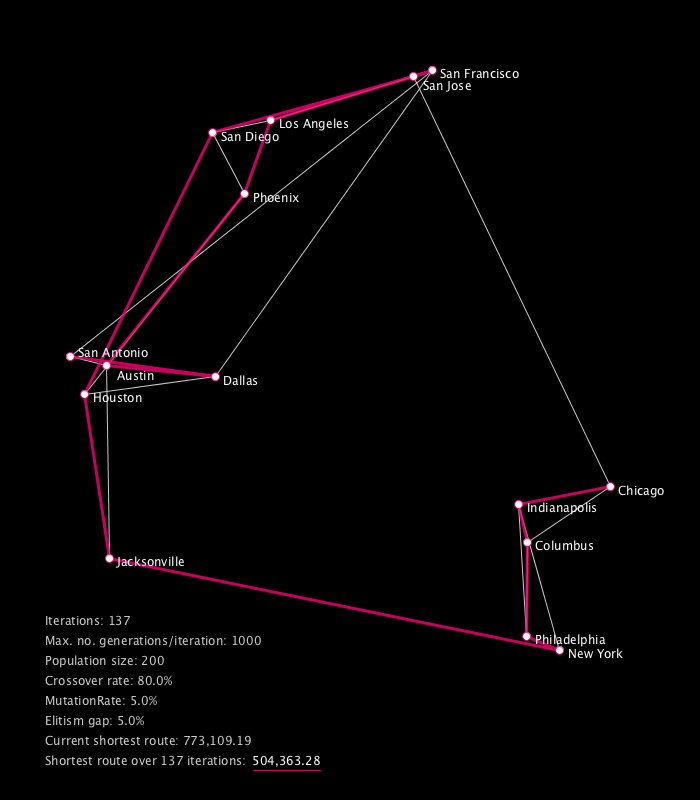 San Francisco
San Jose
Los Angeles
San Diego
Phoenix
San Antonio
Austin
Dallas
Houston
Chicago
Indianapolis
Columbus
Jacksonville
Philadelphia
New York
Iterations: 137
Max. no. generations/iteration: 1000
Population size: 200
Crossover rate: 80.0%
MutationRate: 5.0%
Elitism gap: 5.0%
Current shortest route: 773,109.19
Shortest route over 137 iterations: 504,363.28